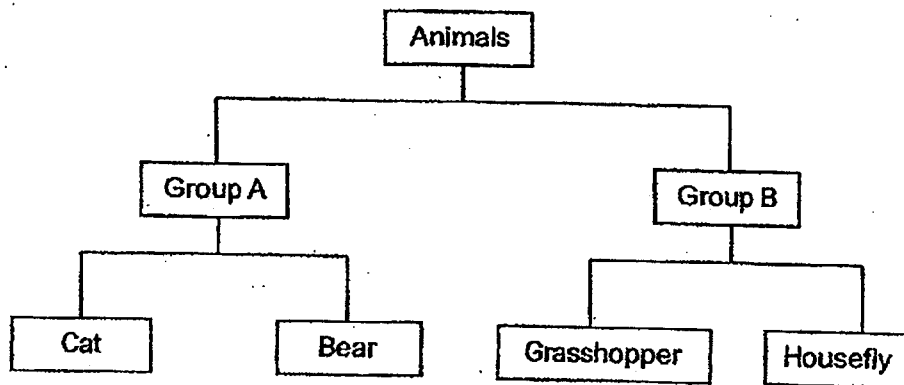 Animals
Group A
Group B
Cat
Bear
Grasshopper
Housefly